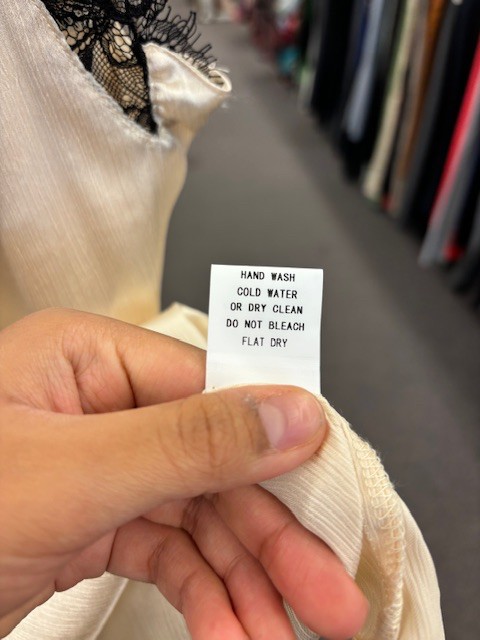 HAND WASH
COLD WATER
OR DRY CLEAN
DO NOT BLEACH
FLAT DRY